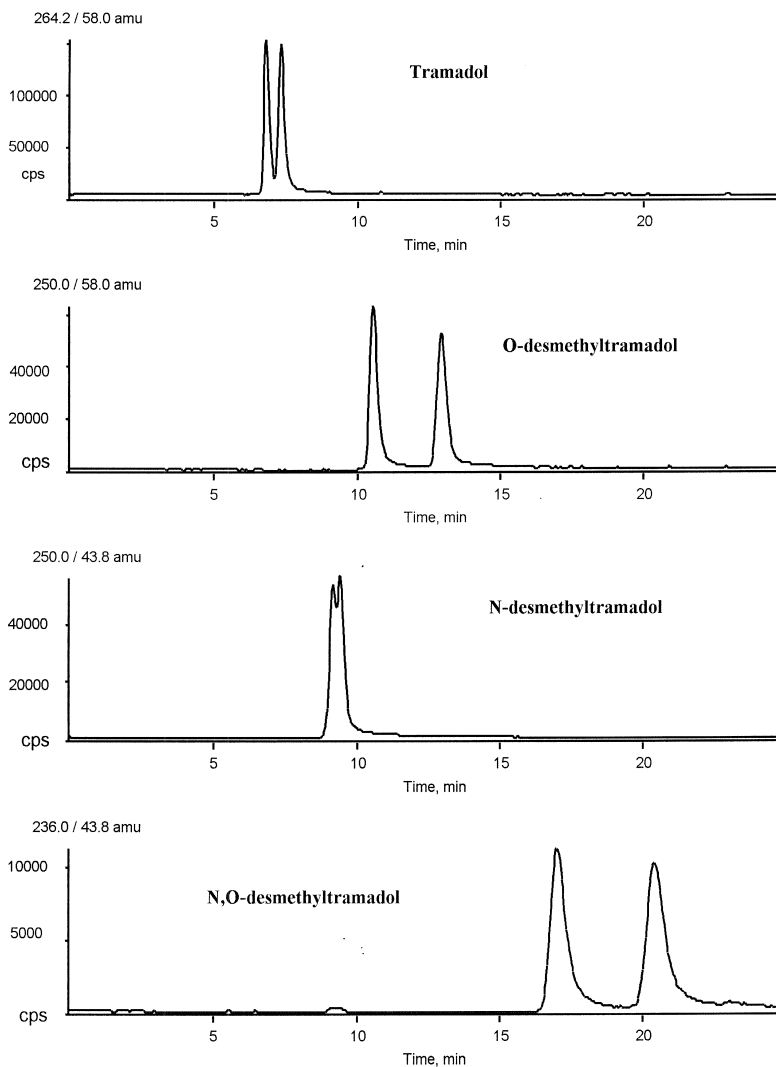 264.2 / 58.0 amu
Tramadol
100000
50000
cps
5 10 15 20
Time, min
250.0 / 58.0 amu
O-desmethyltramadol
40000
20000
cps
5 10 15 20
Time, min
250.0 / 43.8 amu
N-desmethyltramadol
40000
20000
cps
5 10 15 20
Time, min
236.0 / 43.8 amu
10000
N,O-desmethyltramadol
5000
cps
5 10 15 20
Time, min